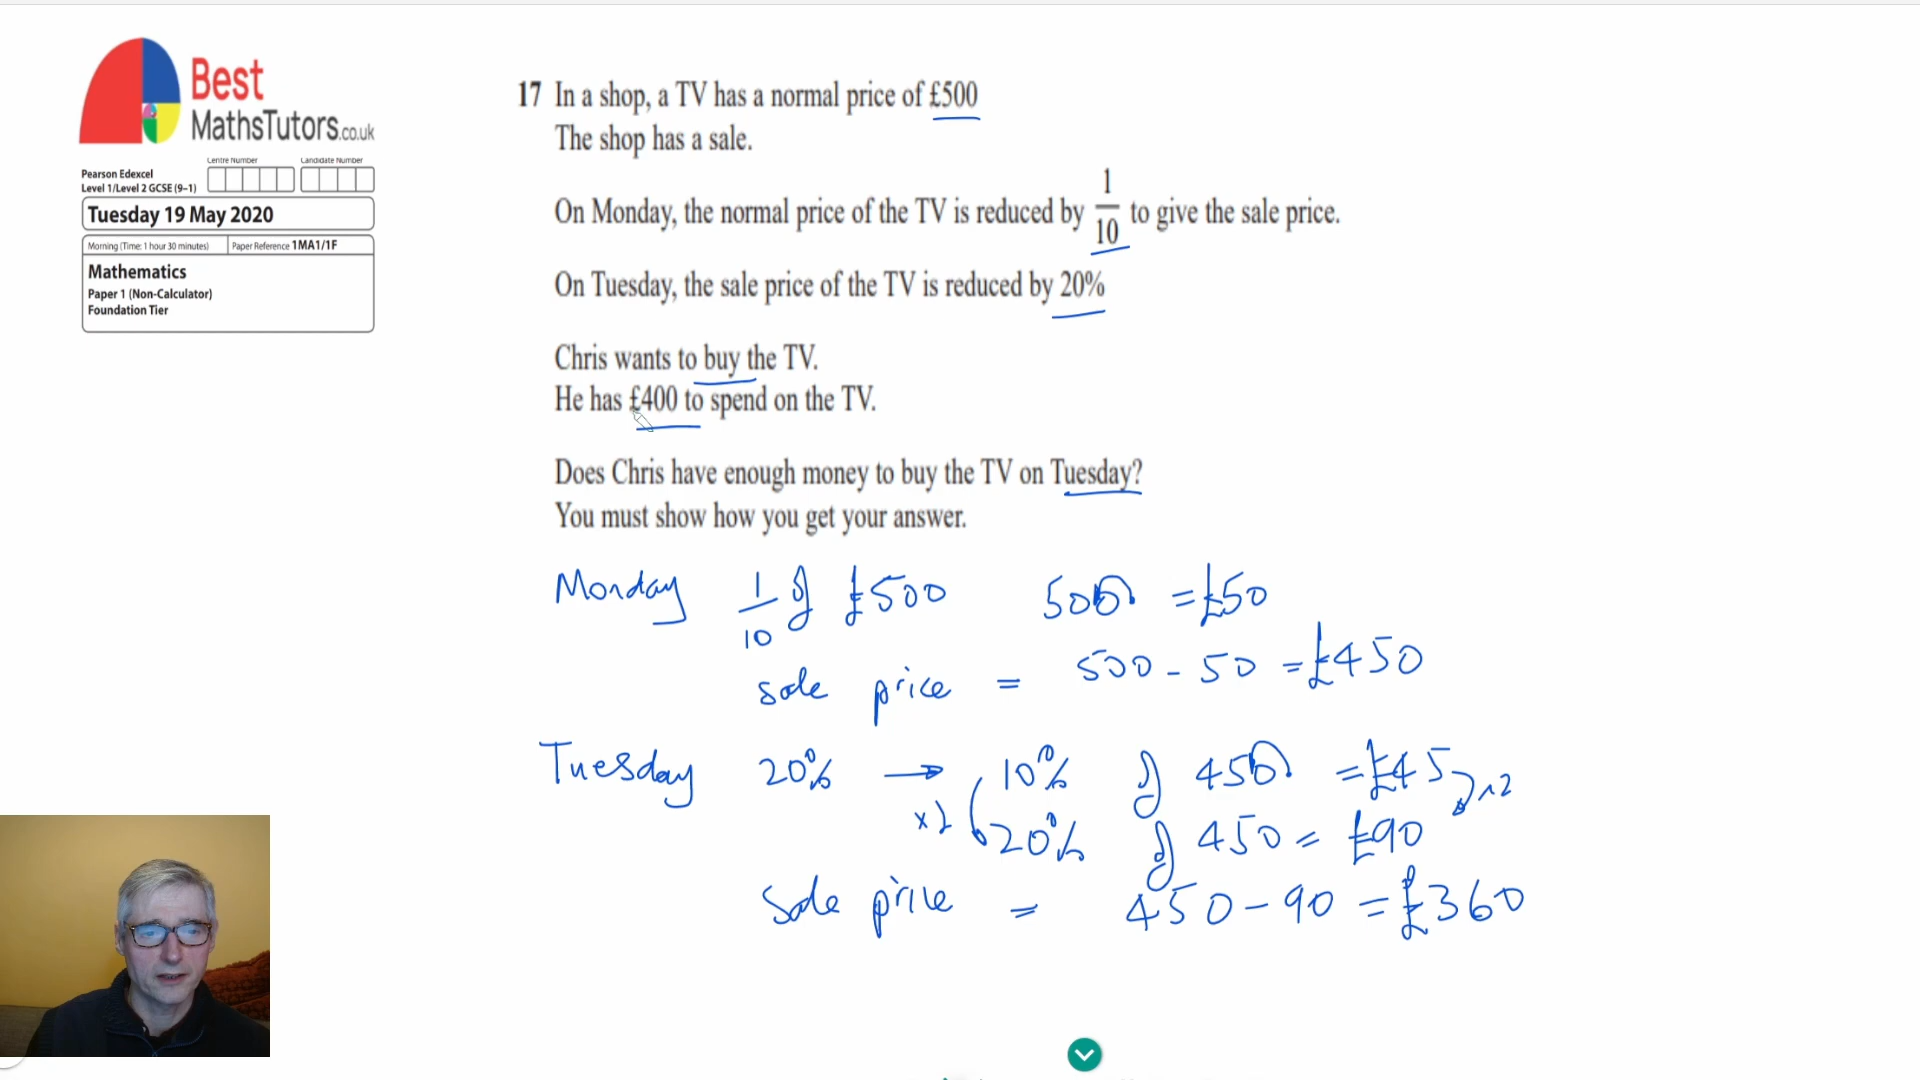 Best
MathsTutors.co.uk
Centre Number Candidate Number
Pearson Edexcel
Level 1/Level 2 GCSE (9–1)
Tuesday 19 May 2020
Morning (Time: 1 hour 30 minutes) Paper Reference 1MA1/1F
Mathematics
Paper 1 (Non-Calculator)
Foundation Tier
17 In a shop, a TV has a normal price of £500
The shop has a sale.
On Monday, the normal price of the TV is reduced by 1/10 to give the sale price.
On Tuesday, the sale price of the TV is reduced by 20%
Chris wants to buy the TV.
He has £400 to spend on the TV.
Does Chris have enough money to buy the TV on Tuesday?
You must show how you get your answer.
Monday 1/10 of £500 500 = £50
sale price = 500 - 50 = £450
Tuesday 20% → 10% of 450 = £45 ×2
×2 20% of 450 = £90
Sale price = 450 - 90 = £360